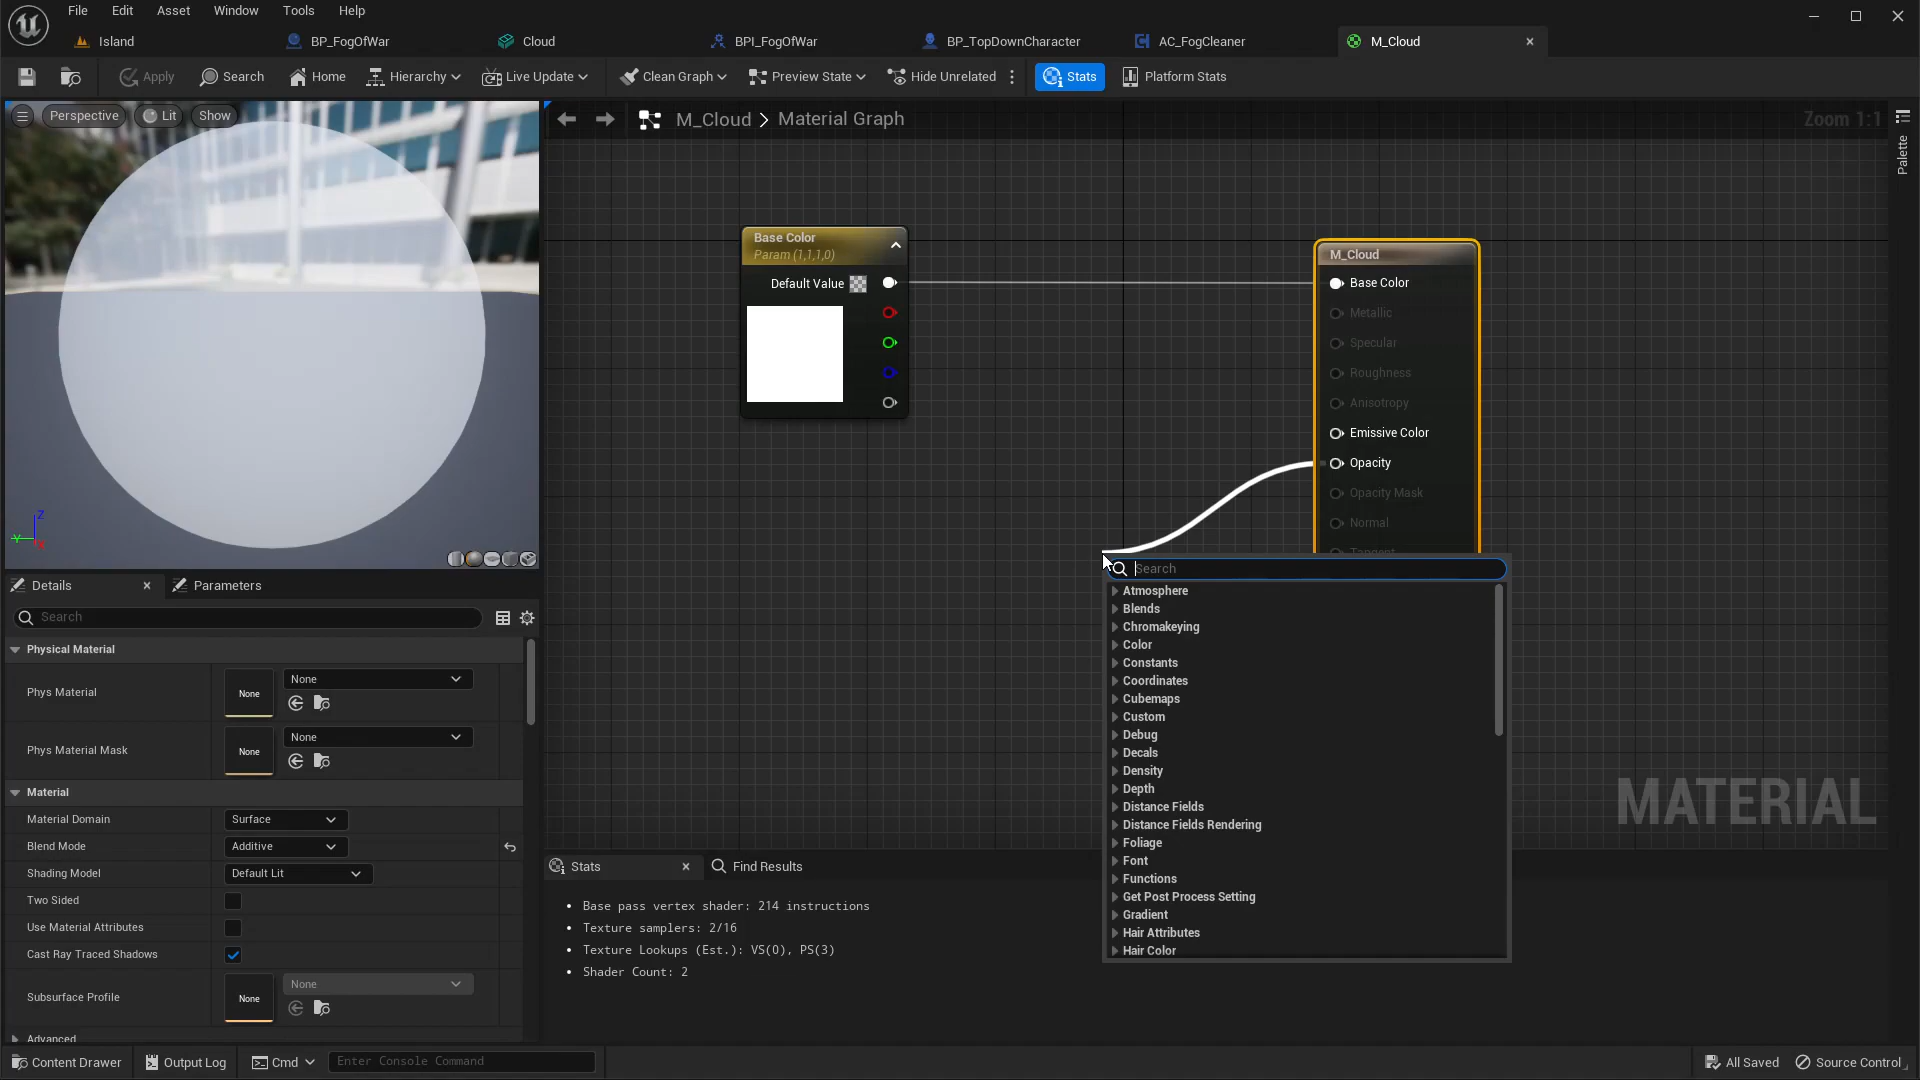 File Edit Asset Window Tools Help
Island BP_FogOfWar Cloud BPI_FogOfWar BP_TopDownCharacter AC_FogCleaner M_Cloud
Apply Search Home Hierarchy Live Update Clean Graph Preview State Hide Unrelated Stats Platform Stats
Perspective Lit Show
M_Cloud > Material Graph
Zoom 1:1
Palette
Base Color
Param (1,1,1,0)
Default Value
M_Cloud
Base Color
Metallic
Specular
Roughness
Anisotropy
Emissive Color
Opacity
Opacity Mask
Normal
Tangent
Z
Y
X
Search
Atmosphere
Blends
Chromakeying
Color
Constants
Coordinates
Cubemaps
Custom
Debug
Decals
Density
Depth
Distance Fields
Distance Fields Rendering
Foliage
Font
Functions
Get Post Process Setting
Gradient
Hair Attributes
Hair Color
MATERIAL
Details Parameters
Search
Physical Material
Phys Material None None
Phys Material Mask None None
Material
Material Domain Surface
Blend Mode Additive
Shading Model Default Lit
Two Sided
Use Material Attributes
Cast Ray Traced Shadows
Subsurface Profile None None
Advanced
Stats Find Results
Base pass vertex shader: 214 instructions
Texture samplers: 2/16
Texture Lookups (Est.): VS(0), PS(3)
Shader Count: 2
Content Drawer Output Log Cmd Enter Console Command All Saved Source Control